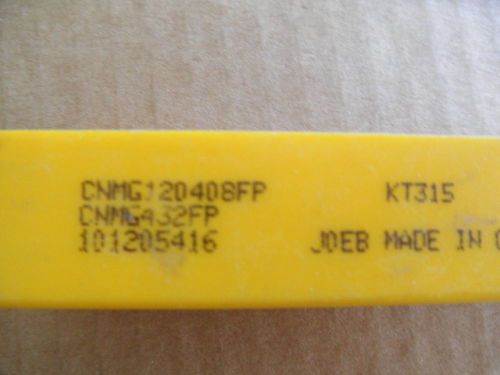 CNMG120408FP KT315
CNMG432FP
101205416 JOEB MADE IN